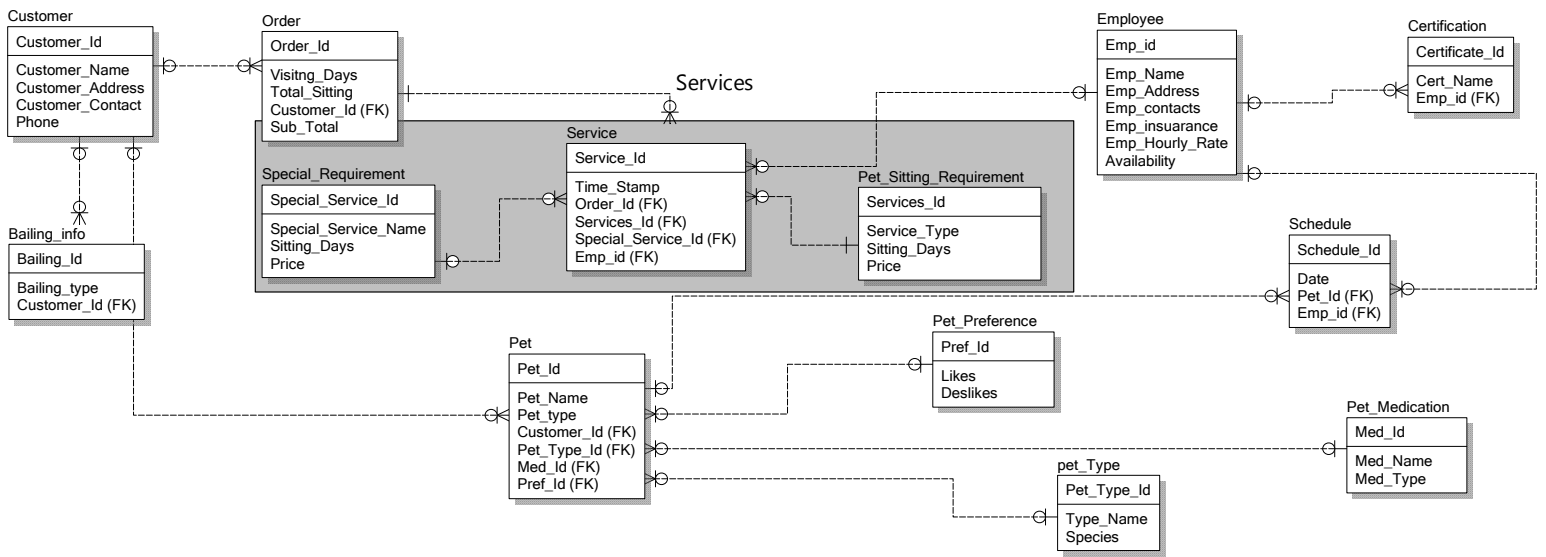 Customer
Customer_Id
Customer_Name
Customer_Address
Customer_Contact
Phone
Order
Order_Id
Visitng_Days
Total_Sitting
Customer_Id (FK)
Sub_Total
Services
Employee
Emp_id
Emp_Name
Emp_Address
Emp_contacts
Emp_insuarance
Emp_Hourly_Rate
Availability
Certification
Certificate_Id
Cert_Name
Emp_id (FK)
Special_Requirement
Special_Service_Id
Special_Service_Name
Sitting_Days
Price
Service
Service_Id
Time_Stamp
Order_Id (FK)
Services_Id (FK)
Special_Service_Id (FK)
Emp_id (FK)
Pet_Sitting_Requirement
Services_Id
Service_Type
Sitting_Days
Price
Bailing_info
Bailing_Id
Bailing_type
Customer_Id (FK)
Schedule
Schedule_Id
Date
Pet_Id (FK)
Emp_id (FK)
Pet
Pet_Id
Pet_Name
Pet_type
Customer_Id (FK)
Pet_Type_Id (FK)
Med_Id (FK)
Pref_Id (FK)
Pet_Preference
Pref_Id
Likes
Deslikes
Pet_Medication
Med_Id
Med_Name
Med_Type
pet_Type
Pet_Type_Id
Type_Name
Species